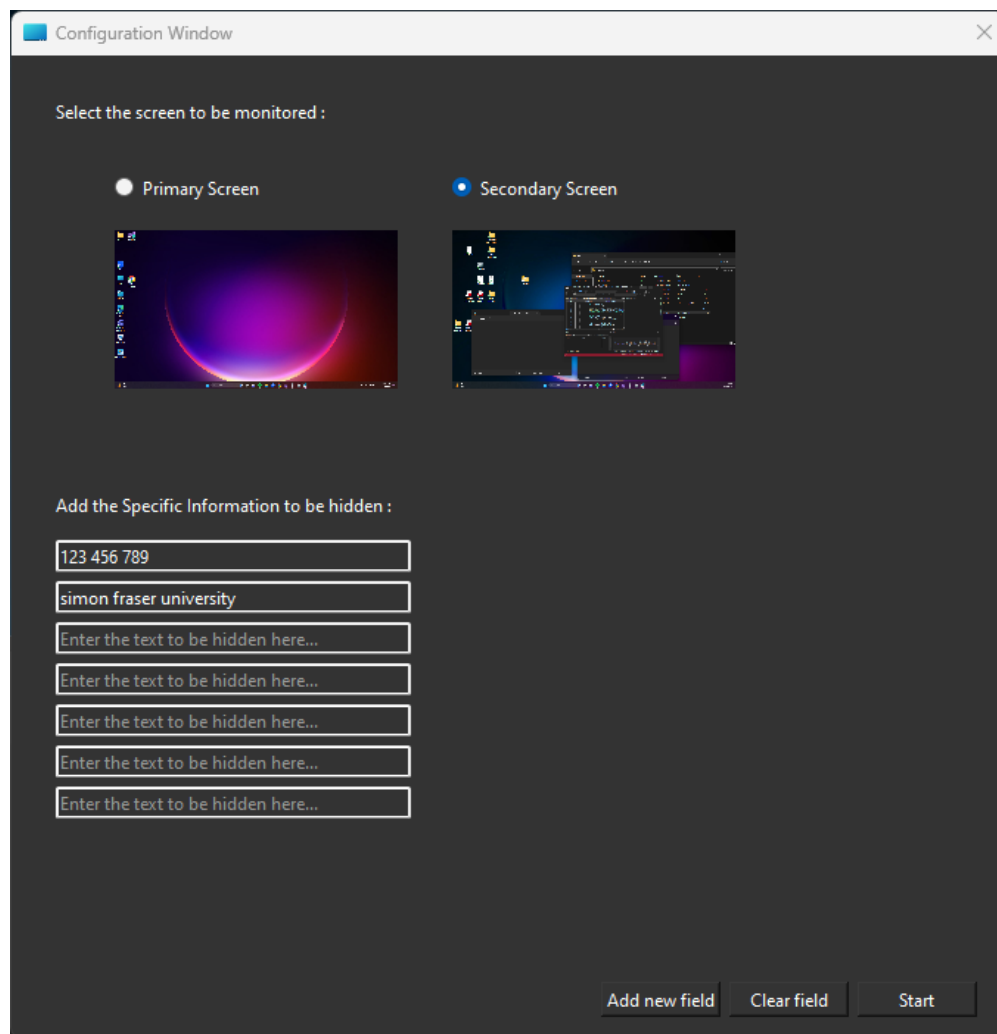 Configuration Window
Select the screen to be monitored :
Primary Screen
Secondary Screen
Add the Specific Information to be hidden :
123 456 789
simon fraser university
Enter the text to be hidden here...
Enter the text to be hidden here...
Enter the text to be hidden here...
Enter the text to be hidden here...
Enter the text to be hidden here...
Add new field
Clear field
Start